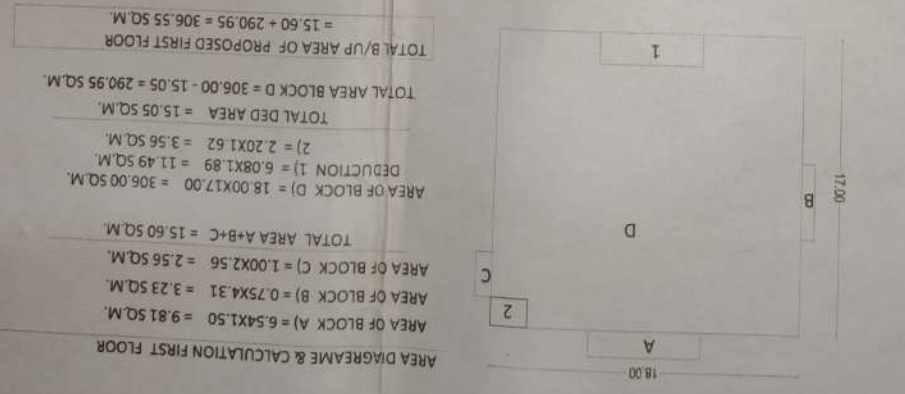 AREA DIAGREAME & CALCULATION FIRST FLOOR
AREA OF BLOCK A) = 6.54X1.50 = 9.81 SQ.M.
AREA OF BLOCK B) = 0.75X4.31 = 3.23 SQ.M.
AREA OF BLOCK C) = 1.00X2.56 = 2.56 SQ.M.
TOTAL AREA A+B+C = 15.60 SQ.M.
AREA OF BLOCK D) = 18.00X17.00 = 306.00 SQ.M.
DEDUCTION 1) = 6.08X1.89 = 11.49 SQ.M.
2) = 2.20X1.62 = 3.56 SQ.M.
TOTAL DED AREA = 15.05 SQ.M.
TOTAL AREA BLOCK D = 306.00 - 15.05 = 290.95 SQ.M.
TOTAL B/UP AREA OF PROPOSED FIRST FLOOR
= 15.60 + 290.95 = 306.55 SQ.M.
18.00
A
2
C
D
B
17.00
1